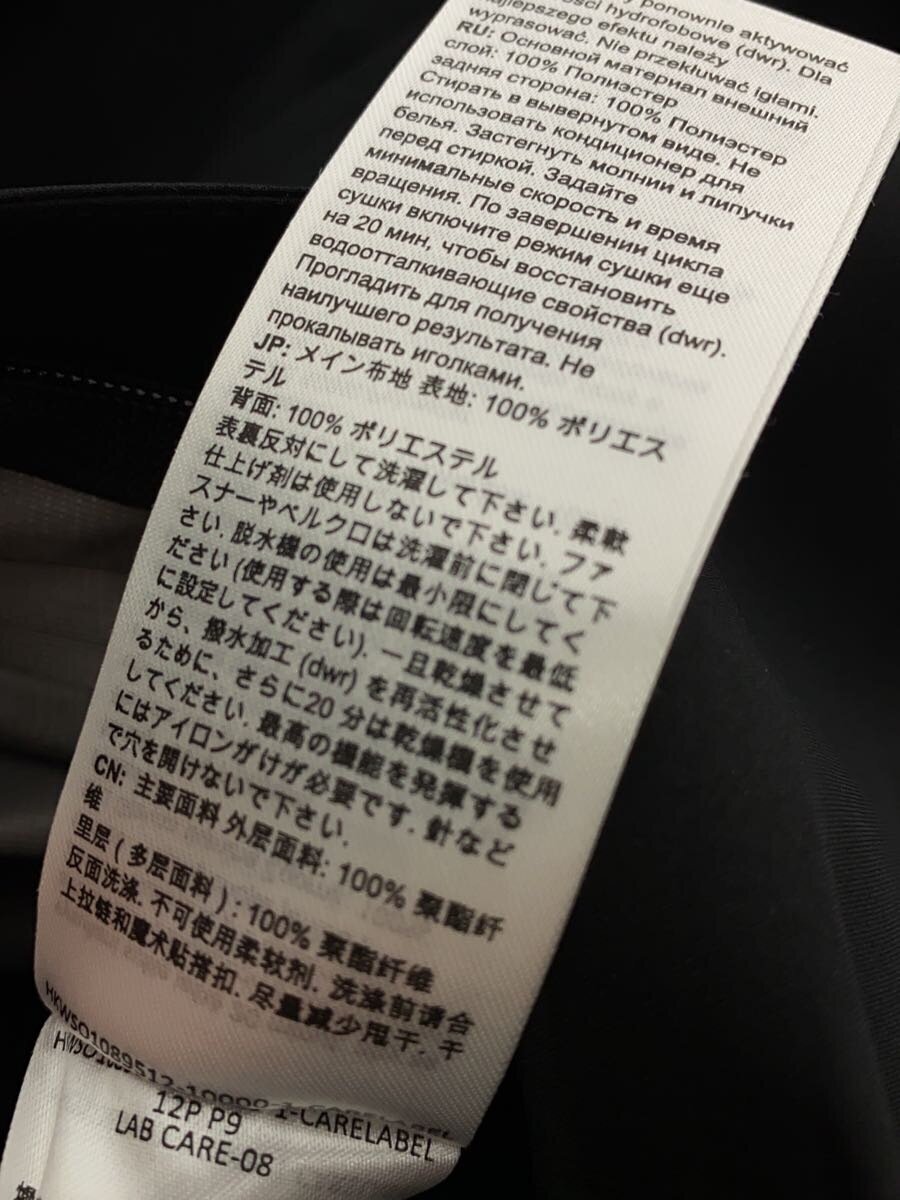 ponownie aktywować
ości hydrofobowe (dwr). Dla
najlepszego efektu należy
wyprasować. Nie przekłuwać igłami.
RU: Основной материал внешний
слой: 100% Полиэстер
задняя сторона: 100% Полиэстер
Стирать в вывернутом виде. Не
использовать кондиционер для
белья. Застегнуть молнии и липучки
перед стиркой. Задайте
минимальные скорость и время
вращения. По завершении цикла
сушки включите режим сушки еще
на 20 мин, чтобы восстановить
водоотталкивающие свойства (dwr).
Прогладить для получения
наилучшего результата. Не
прокалывать иголками.
JP: メイン布地 表地: 100% ポリエス
テル
背面: 100% ポリエステル
表裏反対にして洗濯して下さい. 柔軟
仕上げ剤は使用しないで下さい. ファ
スナーやベルクロは洗濯前に閉じて下
さい. 脱水機の使用は最小限にしてく
ださい (使用する際は回転速度を最低
に設定してください). 一旦乾燥させて
から、撥水加工 (dwr) を再活性化させ
るために、さらに20 分は乾燥機を使用
してください. 最高の機能を発揮する
にはアイロンがけが必要です. 針など
で穴を開けないで下さい.
CN: 主要面料 外层面料: 100% 聚酯纤
维
里层 ( 多层面料 ) : 100% 聚酯纤维
反面洗涤. 不可使用柔软剂. 洗涤前请合
上拉链和魔术贴搭扣. 尽量减少甩干. 干
HKWSO1089512-10000-1-CARELABEL
12P P9
LAB CARE-08